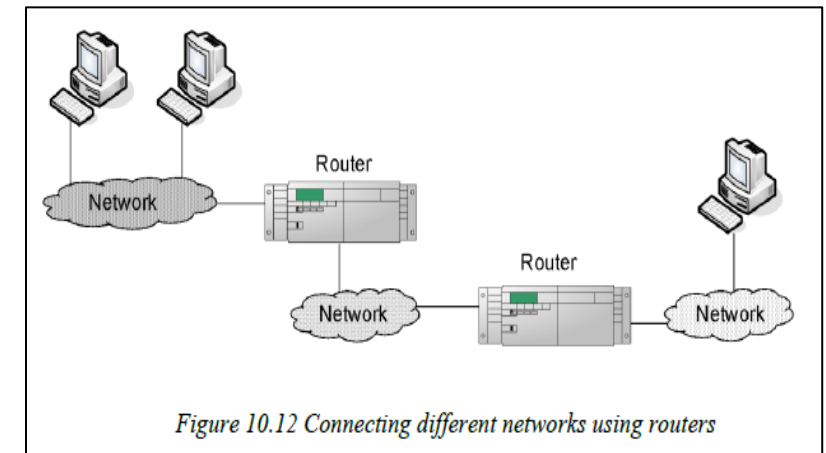 Router
Network
Router
Network
Network
Figure 10.12 Connecting different networks using routers